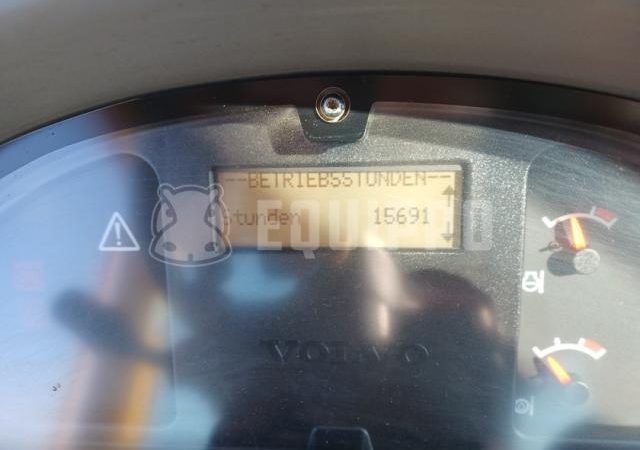 --BETRIEBSSTUNDEN--
Stunden 15691
VOLVO